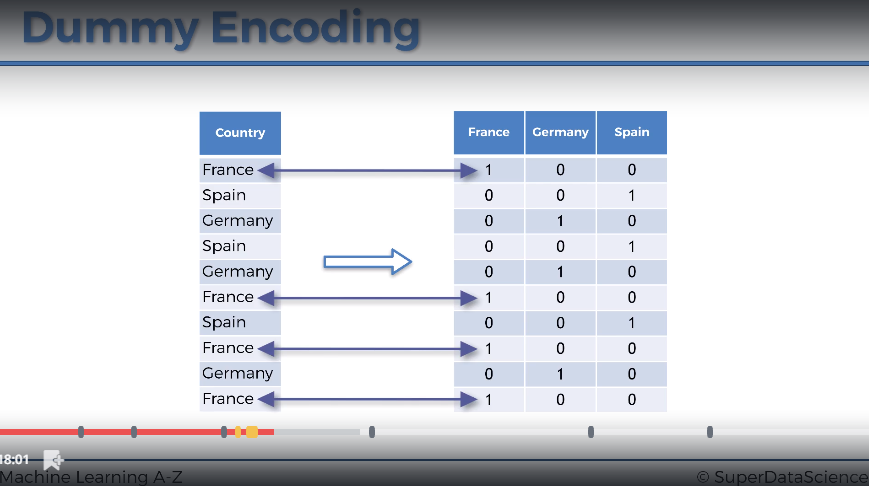 Dummy Encoding
Country France Germany Spain
France 1 0 0
Spain 0 0 1
Germany 0 1 0
Spain 0 0 1
Germany 0 1 0
France 1 0 0
Spain 0 0 1
France 1 0 0
Germany 0 1 0
France 1 0 0
18:01
Machine Learning A-Z © SuperDataScience